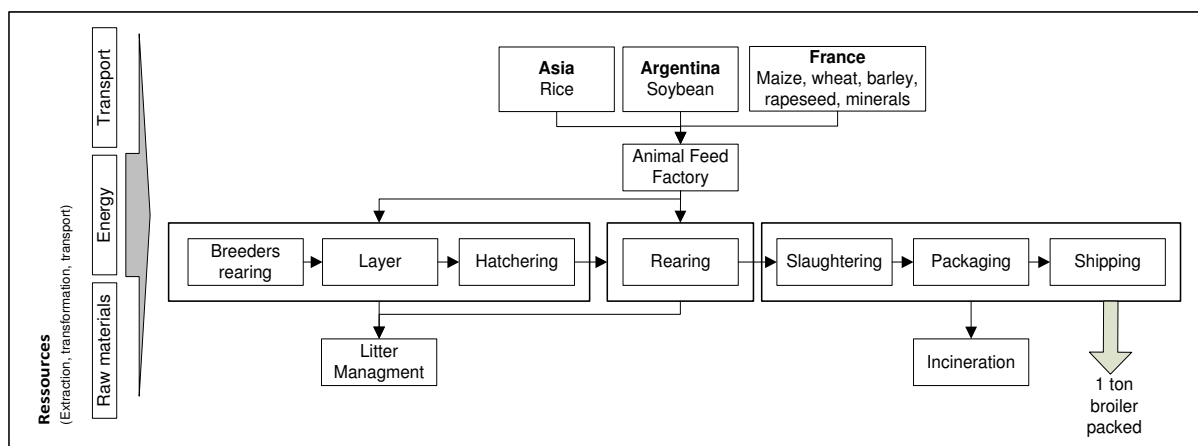 Ressources
(Extraction, transformation, transport)
Transport
Energy
Raw materials
Asia
Rice
Argentina
Soybean
France
Maize, wheat, barley,
rapeseed, minerals
Animal Feed
Factory
Breeders
rearing
Layer
Hatchering
Rearing
Slaughtering
Packaging
Shipping
Litter
Managment
Incineration
1 ton
broiler
packed